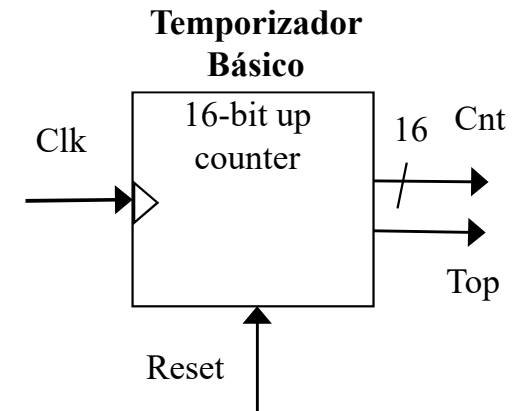 Temporizador
Básico
16-bit up
counter
Clk
16
Cnt
Top
Reset